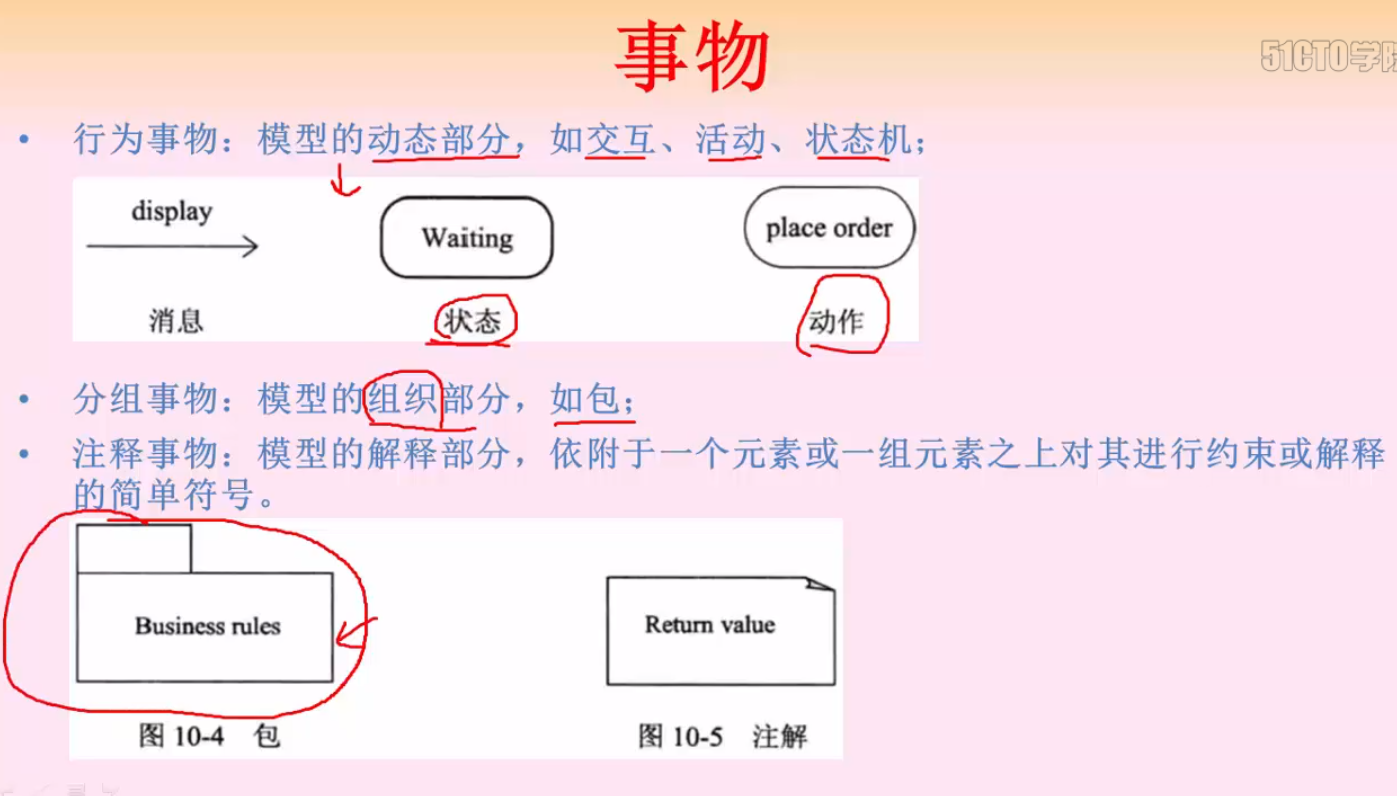 事物
51CTO学院
• 行为事物：模型的动态部分，如交互、活动、状态机；
display
Waiting
place order
消息
状态
动作
• 分组事物：模型的组织部分，如包；
• 注释事物：模型的解释部分，依附于一个元素或一组元素之上对其进行约束或解释
的简单符号。
Business rules
Return value
图 10-4 包
图 10-5 注解